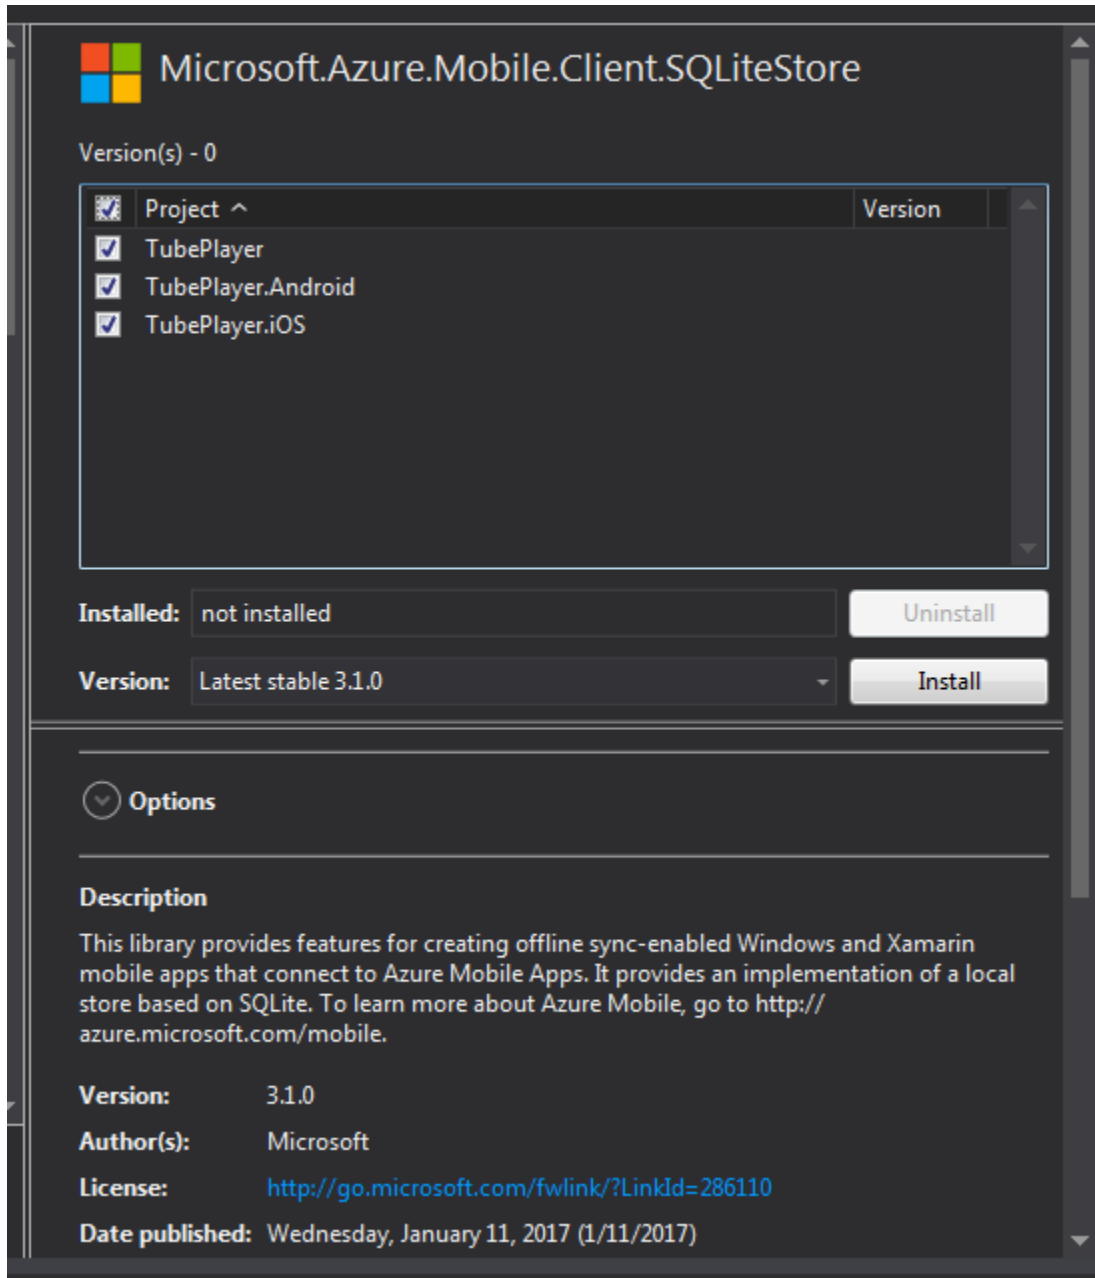 Microsoft.Azure.Mobile.Client.SQLiteStore
Version(s) - 0
Project Version
TubePlayer
TubePlayer.Android
TubePlayer.iOS
Installed: not installed Uninstall
Version: Latest stable 3.1.0 Install
Options
Description
This library provides features for creating offline sync-enabled Windows and Xamarin
mobile apps that connect to Azure Mobile Apps. It provides an implementation of a local
store based on SQLite. To learn more about Azure Mobile, go to http://
azure.microsoft.com/mobile.
Version: 3.1.0
Author(s): Microsoft
License: http://go.microsoft.com/fwlink/?LinkId=286110
Date published: Wednesday, January 11, 2017 (1/11/2017)